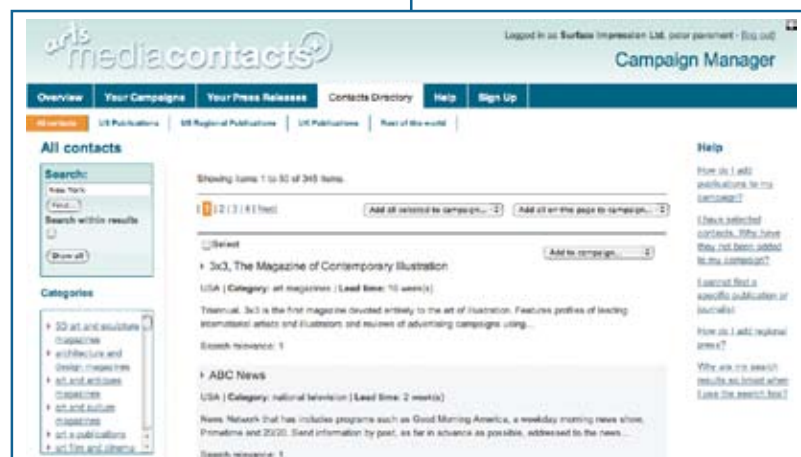 arts
mediacontacts
Logged in as Surface Impression Ltd. peter pavement - [log out]
Campaign Manager
Overview Your Campaigns Your Press Releases Contacts Directory Help Sign Up
All contacts US Publications US Regional Publications UK Publications Rest of the world
All contacts
Search:
New York
Find...
Search within results
Show all
Categories
3D art and sculpture
magazines
architecture and
design magazines
art and antiques
magazines
art and culture
magazines
art e-publications
art film and cinema
Showing items 1 to 50 of 345 items.
| 1 | 2 | 3 | 4 | Next
Add all selected to campaign... Add all on this page to campaign...
Select
Add to campaign...
3x3, The Magazine of Contemporary Illustration
USA | Category: art magazines | Lead time: 10 week(s)
Triannual. 3x3 is the first magazine devoted entirely to the art of illustration. Features profiles of leading
international artists and illustrators and reviews of advertising campaigns using...
Search relevance: 1
ABC News
USA | Category: national television | Lead time: 2 week(s)
News Network that has includes programs such as Good Morning America, a weekday morning news show,
Primetime and 20/20. Send information by post, as far in advance as possible, addressed to the news...
Search relevance: 1
Help
How do I add
publications to my
campaign?
I have selected
contacts. Why have
they not been added
to my campaign?
I cannot find a
specific publication or
journalist
How do I add regional
press?
Why are my search
results so broad when
I use the search box?